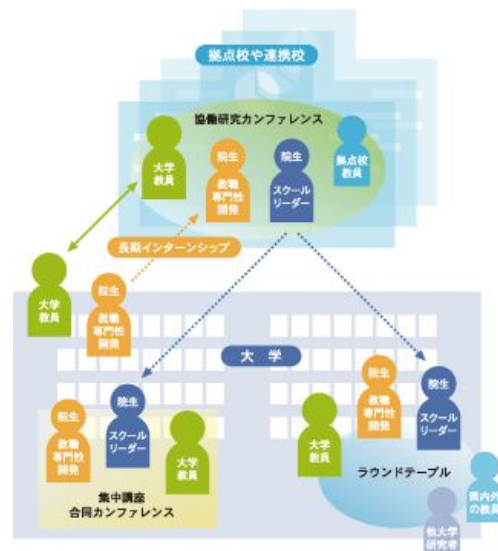 拠点校や連携校
協働研究カンファレンス
大学
教員
院生
教職
専門性
開発
院生
スクール
リーダー
拠点校
教員
長期インターンシップ
大学
教員
院生
教職
専門性
開発
大学
院生
教職
専門性
開発
院生
スクール
リーダー
大学
教員
集中講座
合同カンファレンス
大学
教員
院生
教職
専門性
開発
院生
スクール
リーダー
ラウンドテーブル
県内外
の教員
他大学
研究者